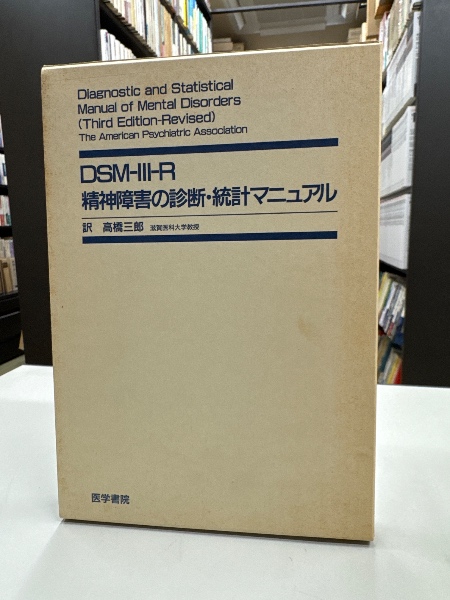 Diagnostic and Statistical
Manual of Mental Disorders
(Third Edition-Revised)
The American Psychiatric Association
DSM-III-R
精神障害の診断・統計マニュアル
訳 高橋三郎 滋賀医科大学教授
医学書院